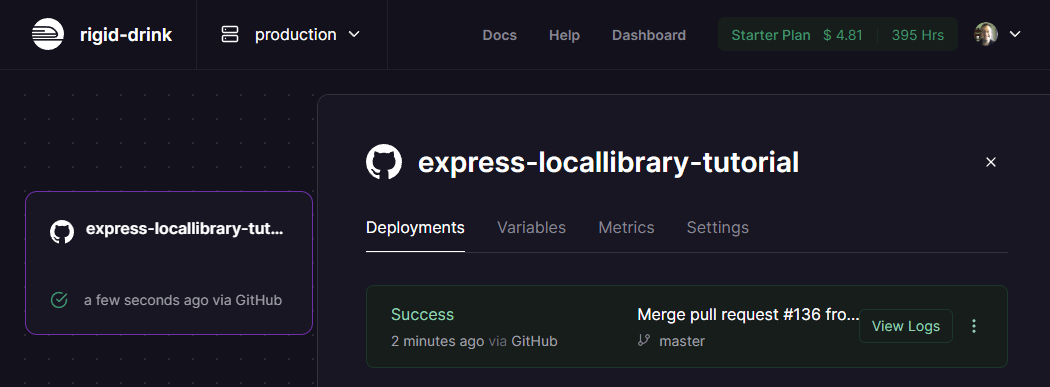 rigid-drink production Docs Help Dashboard Starter Plan $ 4.81 395 Hrs
express-locallibrary-tutorial
express-locallibrary-tut...
Deployments Variables Metrics Settings
a few seconds ago via GitHub
Success Merge pull request #136 fro...
View Logs
2 minutes ago via GitHub master